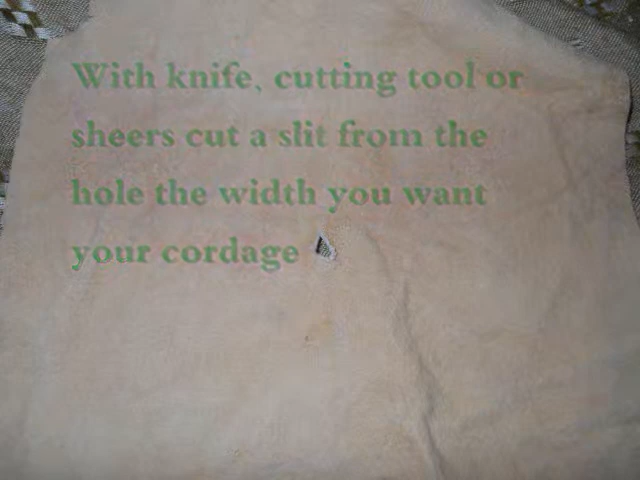 With knife, cutting tool or
sheers cut a slit from the
hole the width you want
your cordage